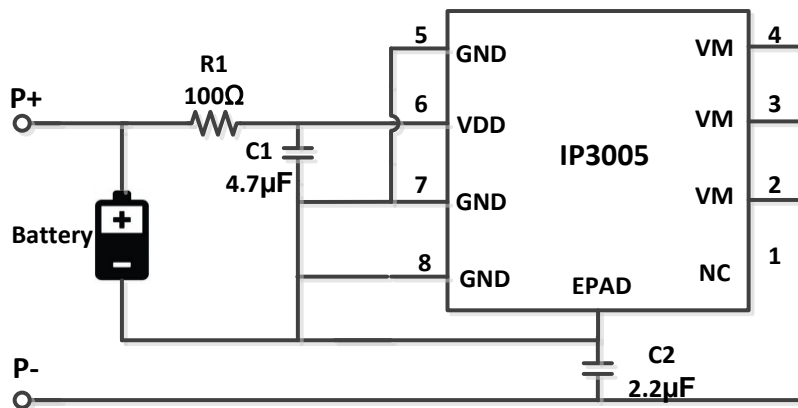 P+
R1
100Ω
C1
4.7µF
Battery
P-
5
GND
6
VDD
7
GND
8
GND
IP3005
VM
4
VM
3
VM
2
NC
1
EPAD
C2
2.2µF